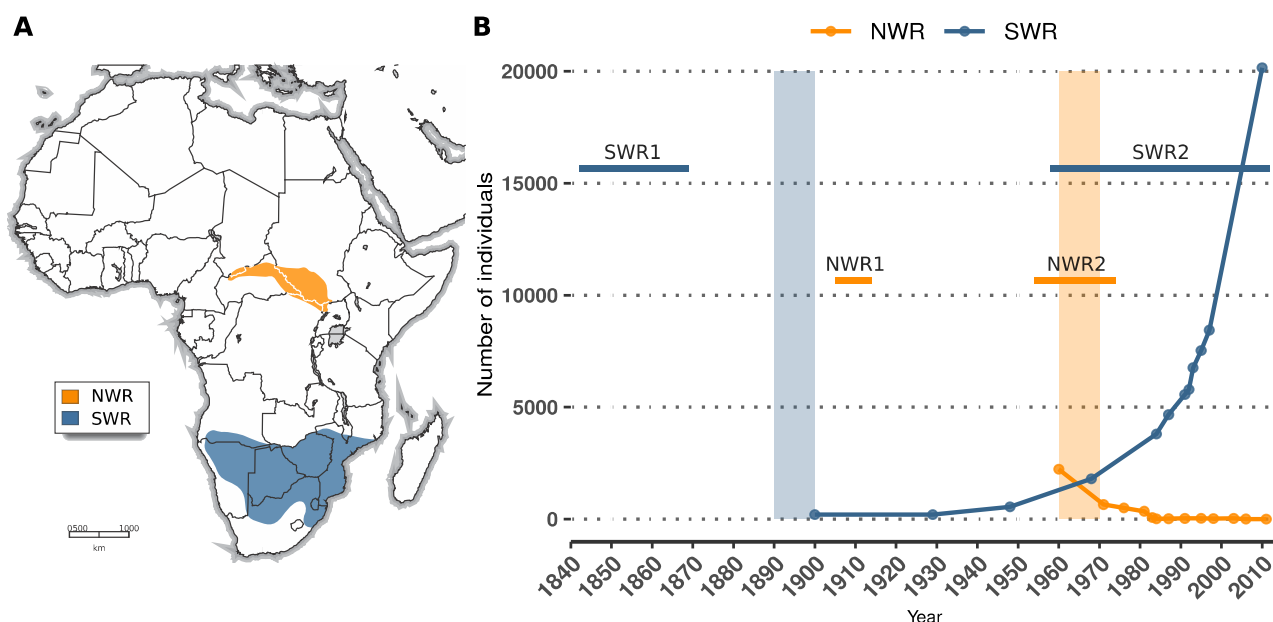 A
NWR
SWR
0500 1000
km
B
NWR SWR
Number of individuals
20000
15000
10000
5000
0
SWR1
SWR2
NWR1
NWR2
1840 1850 1860 1870 1880 1890 1900 1910 1920 1930 1940 1950 1960 1970 1980 1990 2000 2010
Year